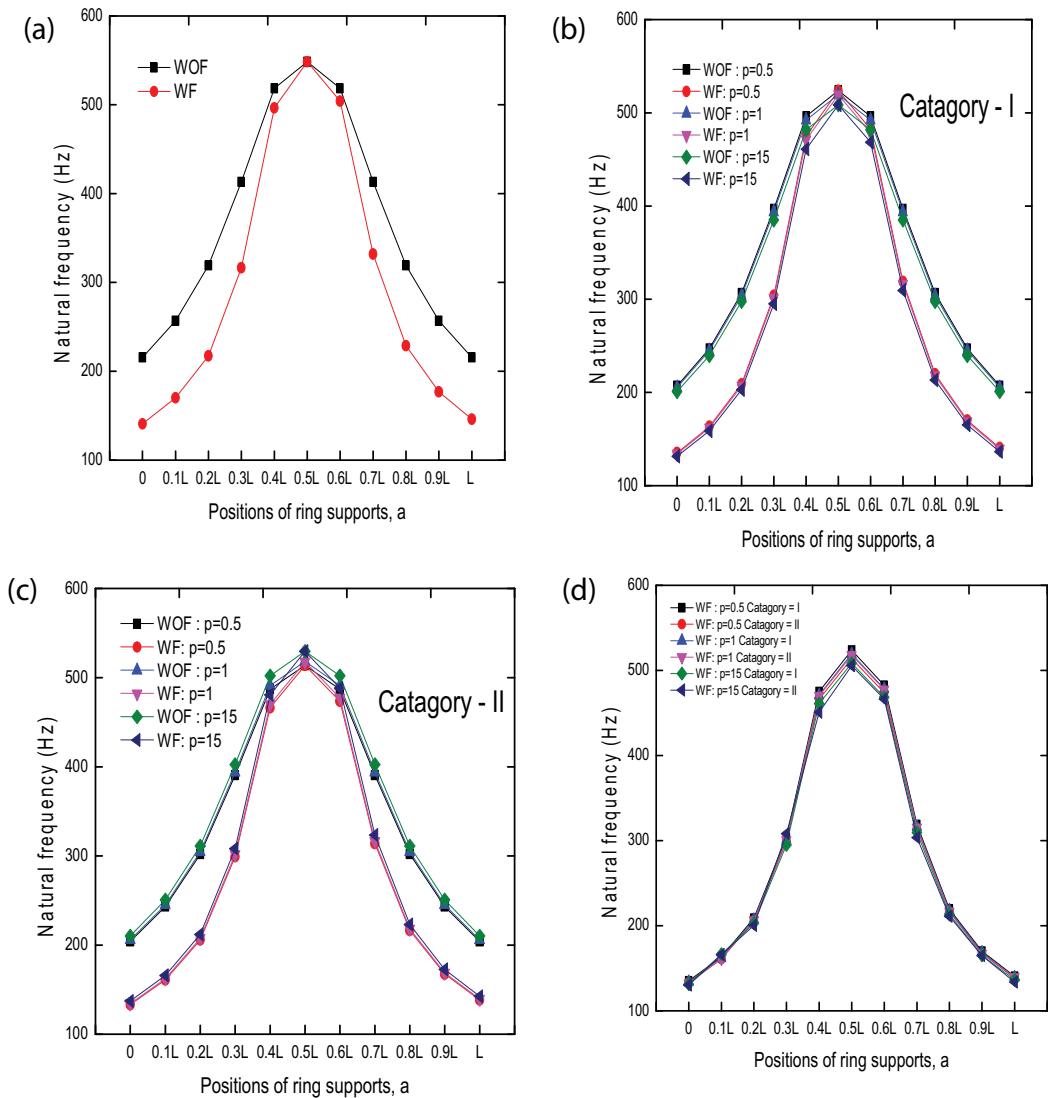 (a)
600
500
400
300
200
100
Natural frequency (Hz)
WOF
WF
0 0.1L 0.2L 0.3L 0.4L 0.5L 0.6L 0.7L 0.8L 0.9L L
Positions of ring supports, a
(b)
600
500
400
300
200
100
Natural frequency (Hz)
WOF : p=0.5
WF: p=0.5
WOF : p=1
WF: p=1
WOF : p=15
WF: p=15
Catagory - I
0 0.1L 0.2L 0.3L 0.4L 0.5L 0.6L 0.7L 0.8L 0.9L L
Positions of ring supports, a
(c)
600
500
400
300
200
100
Natural frequency (Hz)
WOF : p=0.5
WF: p=0.5
WOF : p=1
WF: p=1
WOF : p=15
WF: p=15
Catagory - II
0 0.1L 0.2L 0.3L 0.4L 0.5L 0.6L 0.7L 0.8L 0.9L L
Positions of ring supports, a
(d)
600
500
400
300
200
100
Natural frequency (Hz)
WF : p=0.5 Catagory = I
WF: p=0.5 Catagory = II
WF : p=1 Catagory = I
WF: p=1 Catagory = II
WF: p=15 Catagory = I
WF: p=15 Catagory = II
0 0.1L 0.2L 0.3L 0.4L 0.5L 0.6L 0.7L 0.8L 0.9L L
Positions of ring supports, a